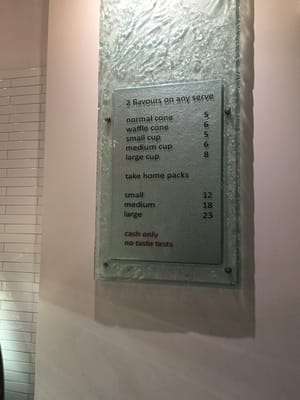 2 flavours on any serve
normal cone 5
waffle cone 6
small cup 5
medium cup 6
large cup 8
take home packs
small 12
medium 18
large 23
cash only
no taste tests